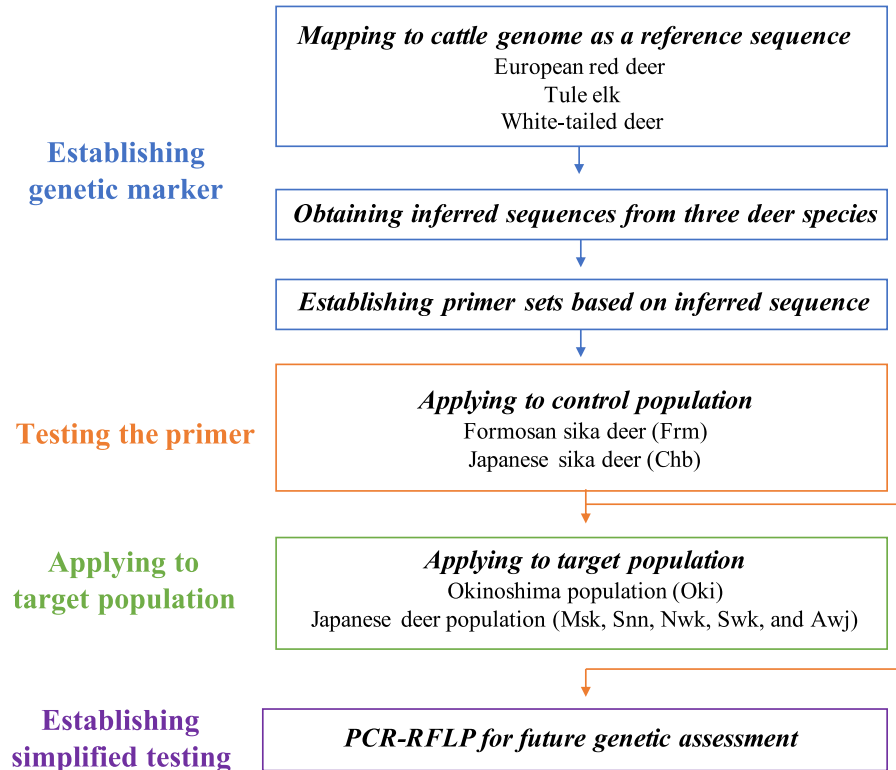 Mapping to cattle genome as a reference sequence
European red deer
Tule elk
White-tailed deer
Establishing
genetic marker
Obtaining inferred sequences from three deer species
Establishing primer sets based on inferred sequence
Testing the primer
Applying to control population
Formosan sika deer (Frm)
Japanese sika deer (Chb)
Applying to
target population
Applying to target population
Okinoshima population (Oki)
Japanese deer population (Msk, Snn, Nwk, Swk, and Awj)
Establishing
simplified testing
PCR-RFLP for future genetic assessment